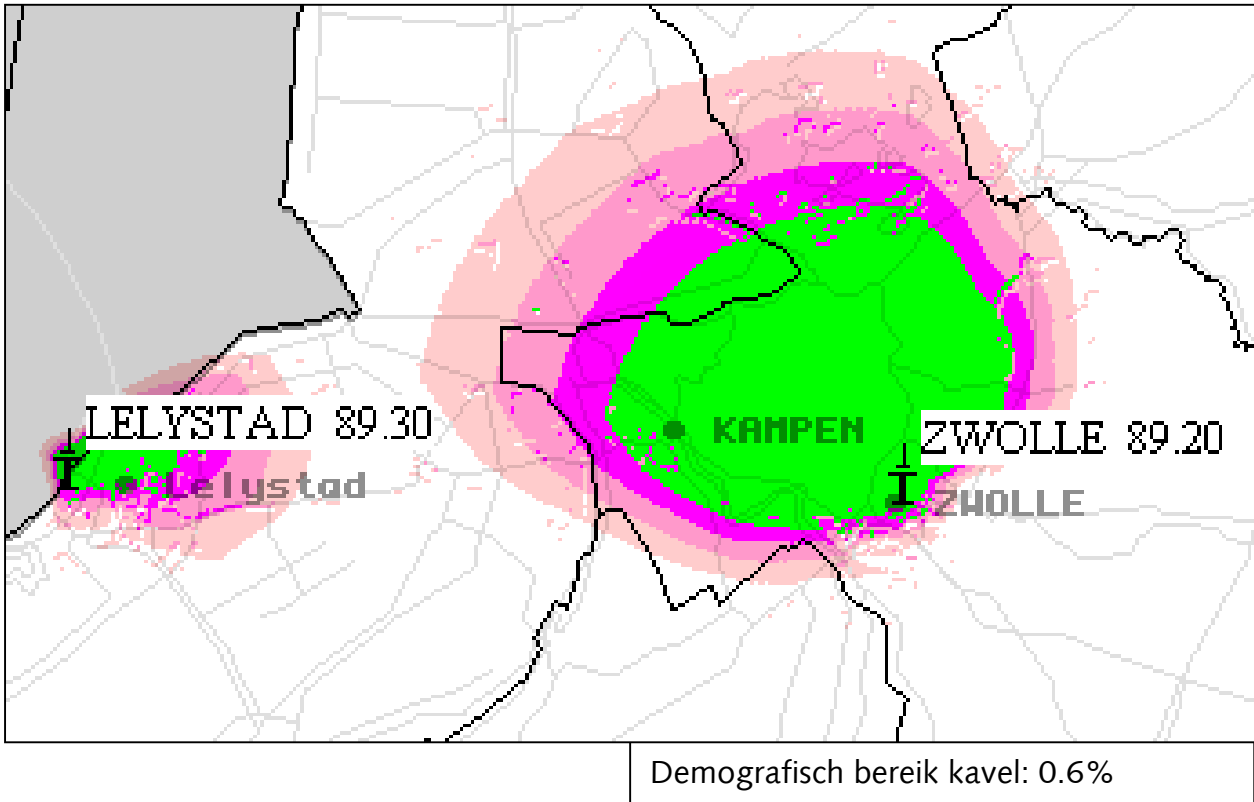 LELYSTAD 89.30
Lelystad
KAMPEN
ZWOLLE 89.20
ZWOLLE
Demografisch bereik kavel: 0.6%